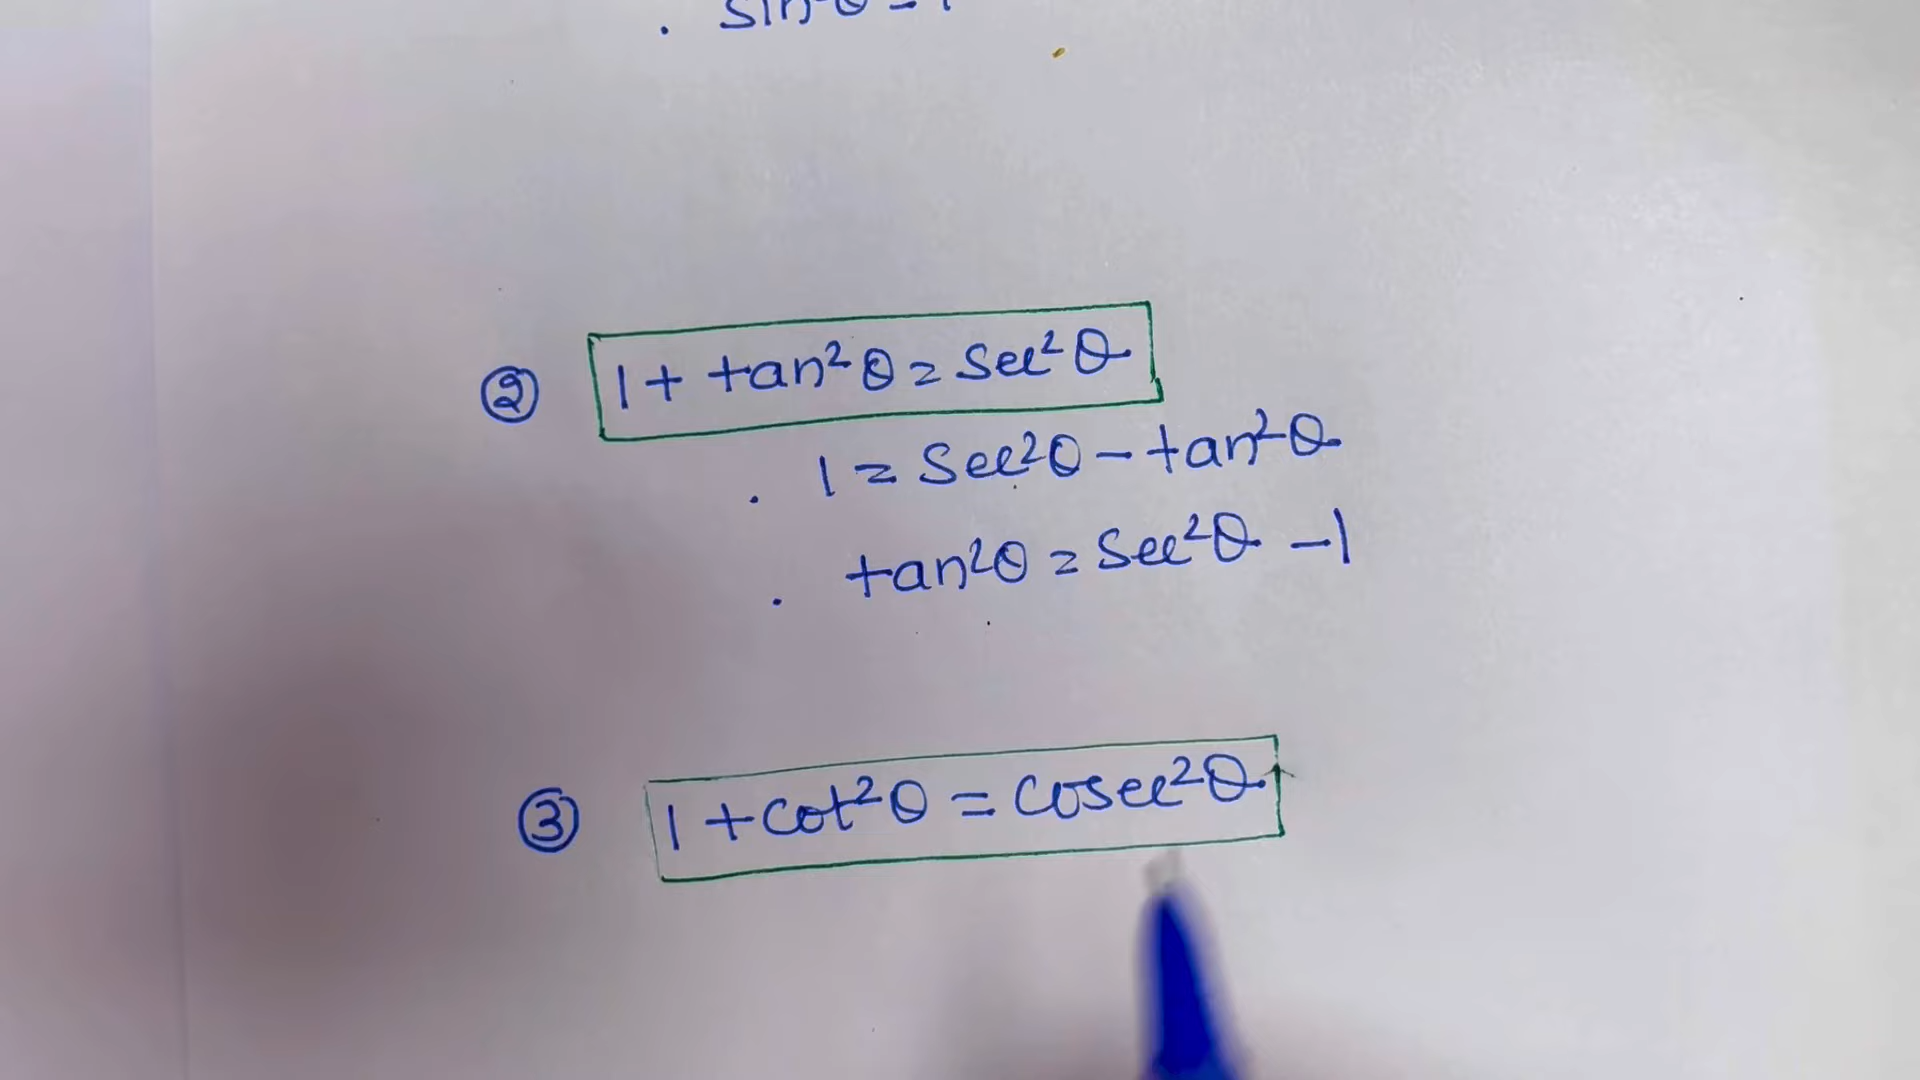 ② 1 + tan²θ = sec²θ
. 1 = sec²θ - tan²θ
. tan²θ = sec²θ - 1
③ 1 + cot²θ = cosec²θ